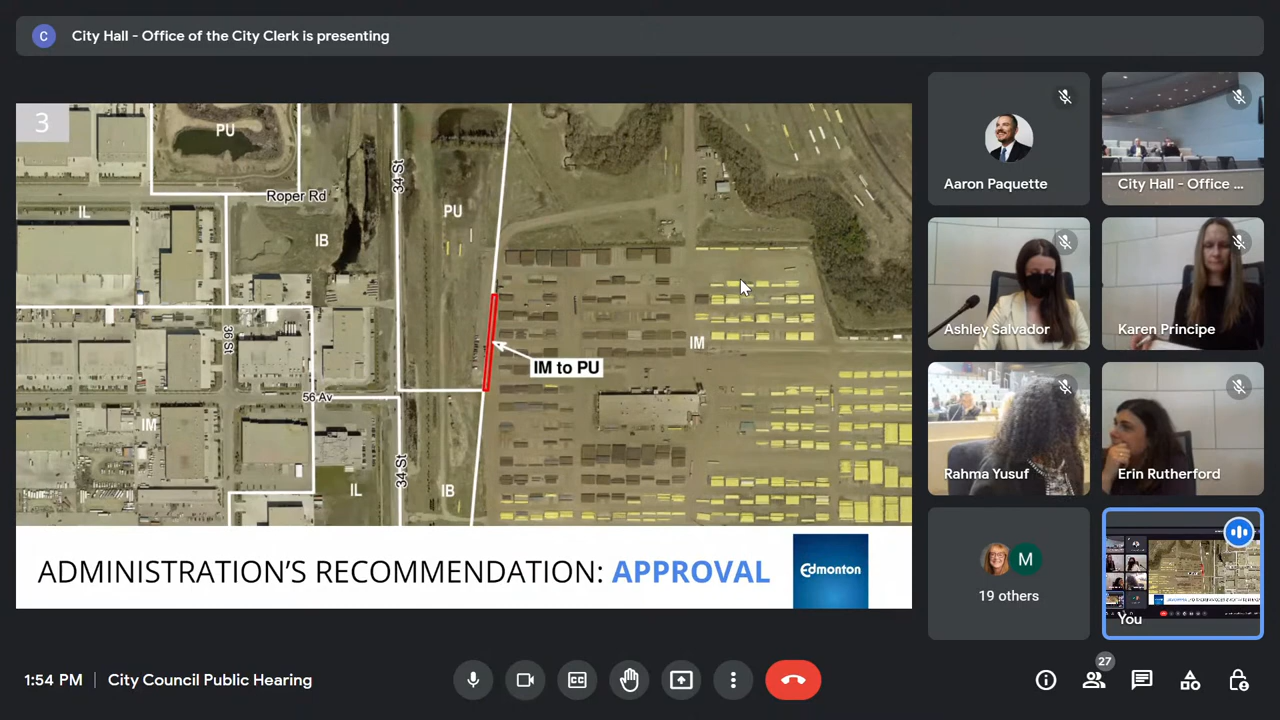 C
City Hall - Office of the City Clerk is presenting
3
PU
34 St
Roper Rd
IL
PU
IB
36 St
IM
IM to PU
56 Av
IM
34 St
IL
IB
ADMINISTRATION'S RECOMMENDATION: APPROVAL
Edmonton
Aaron Paquette
City Hall - Office ...
Ashley Salvador
Karen Principe
Rahma Yusuf
Erin Rutherford
M
19 others
You
1:54 PM
City Council Public Hearing
27